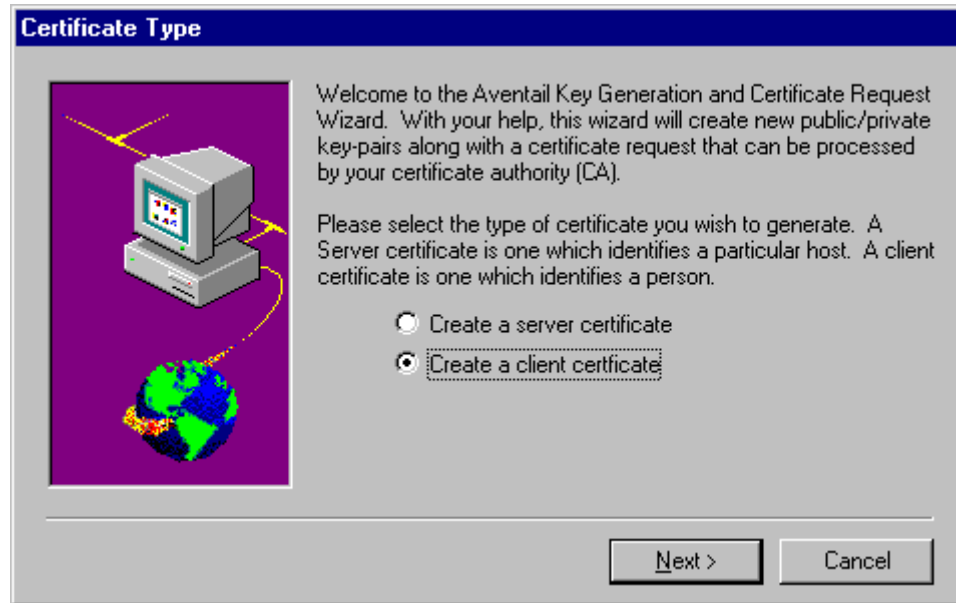 Certificate Type
Welcome to the Aventail Key Generation and Certificate Request
Wizard.  With your help, this wizard will create new public/private
key-pairs along with a certificate request that can be processed
by your certificate authority (CA).
Please select the type of certificate you wish to generate.  A
Server certificate is one which identifies a particular host.  A client
certificate is one which identifies a person.
Create a server certificate
Create a client certficate
Next >
Cancel